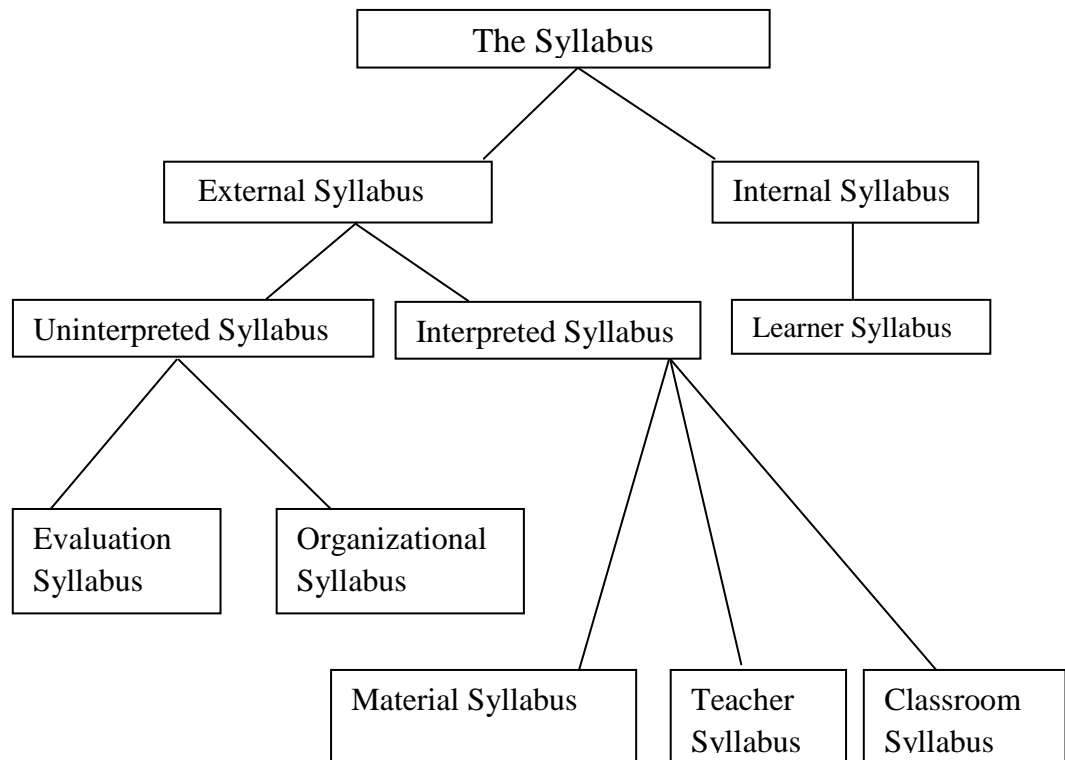 The Syllabus
External Syllabus
Internal Syllabus
Uninterpreted Syllabus
Interpreted Syllabus
Learner Syllabus
Evaluation
Syllabus
Organizational
Syllabus
Material Syllabus
Teacher
Syllabus
Classroom
Syllabus